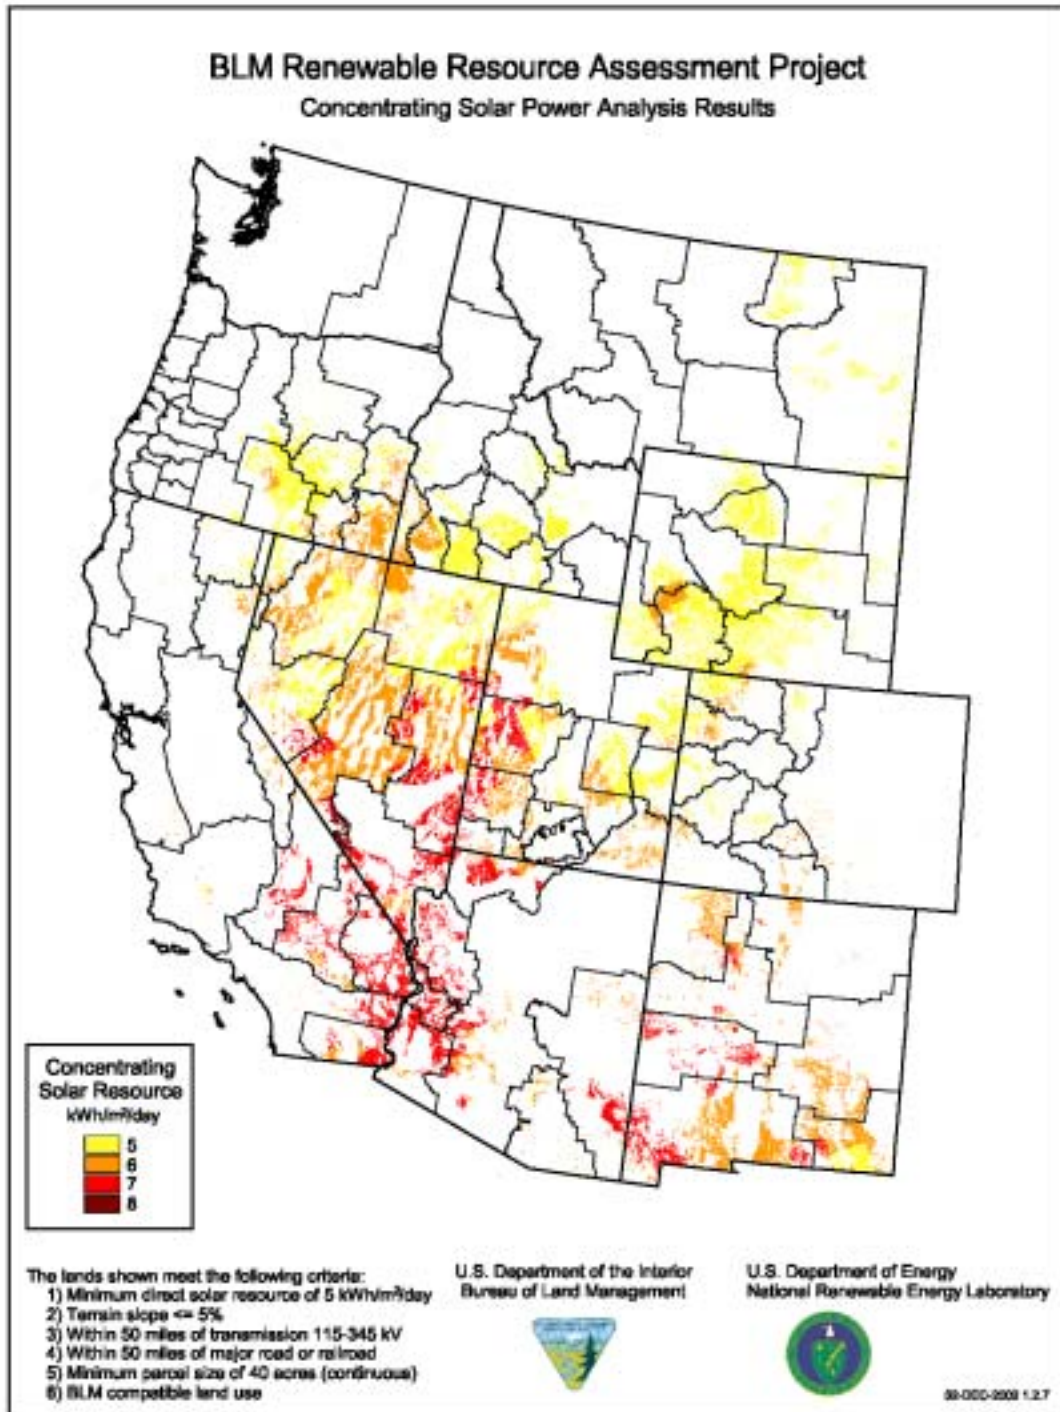 BLM Renewable Resource Assessment Project
Concentrating Solar Power Analysis Results
Concentrating
Solar Resource
kWh/m²/day
5
6
7
8
The lands shown meet the following criteria:
1) Minimum direct solar resource of 5 kWh/m²/day
2) Terrain slope <= 5%
3) Within 50 miles of transmission 115-345 kV
4) Within 50 miles of major road or railroad
5) Minimum parcel size of 40 acres (continuous)
6) BLM compatible land use
U.S. Department of the Interior
Bureau of Land Management
U.S. Department of Energy
National Renewable Energy Laboratory
1.2.7